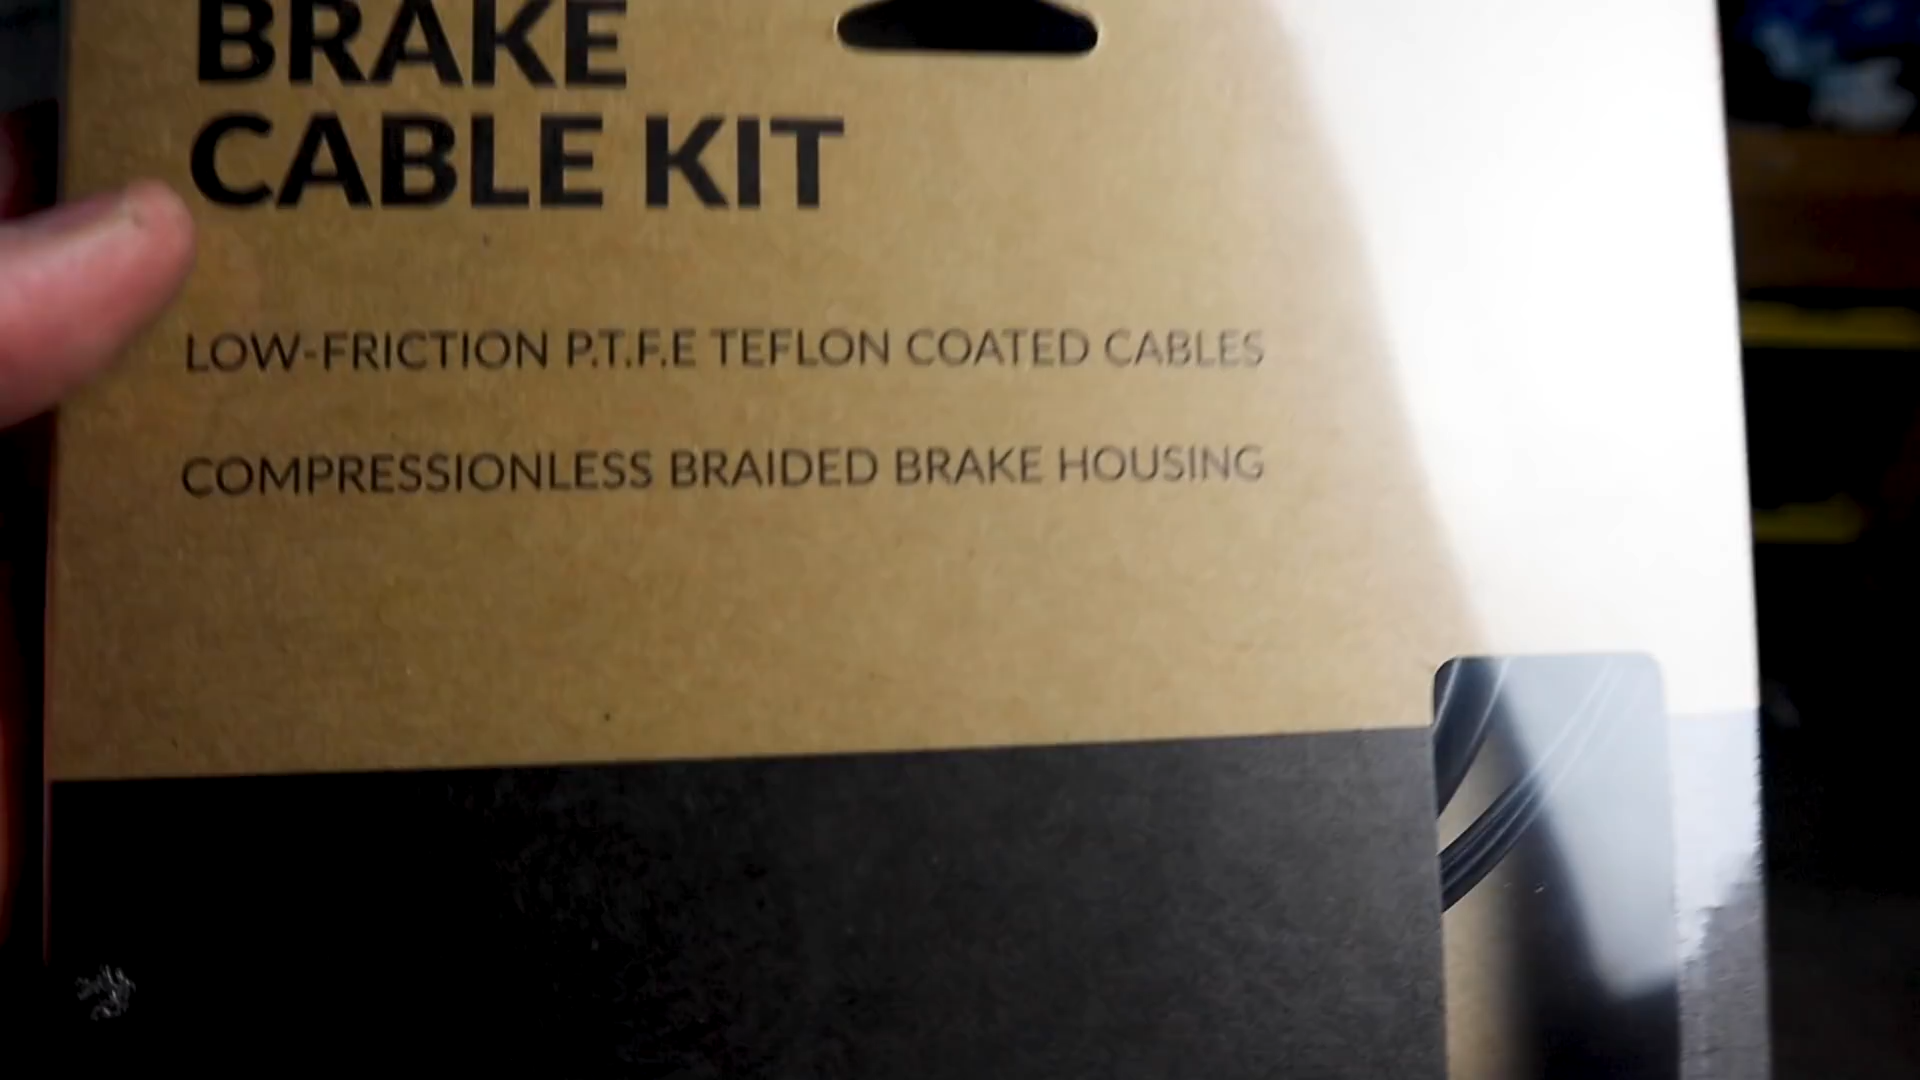 BRAKE
CABLE KIT
LOW-FRICTION P.T.F.E TEFLON COATED CABLES
COMPRESSIONLESS BRAIDED BRAKE HOUSING